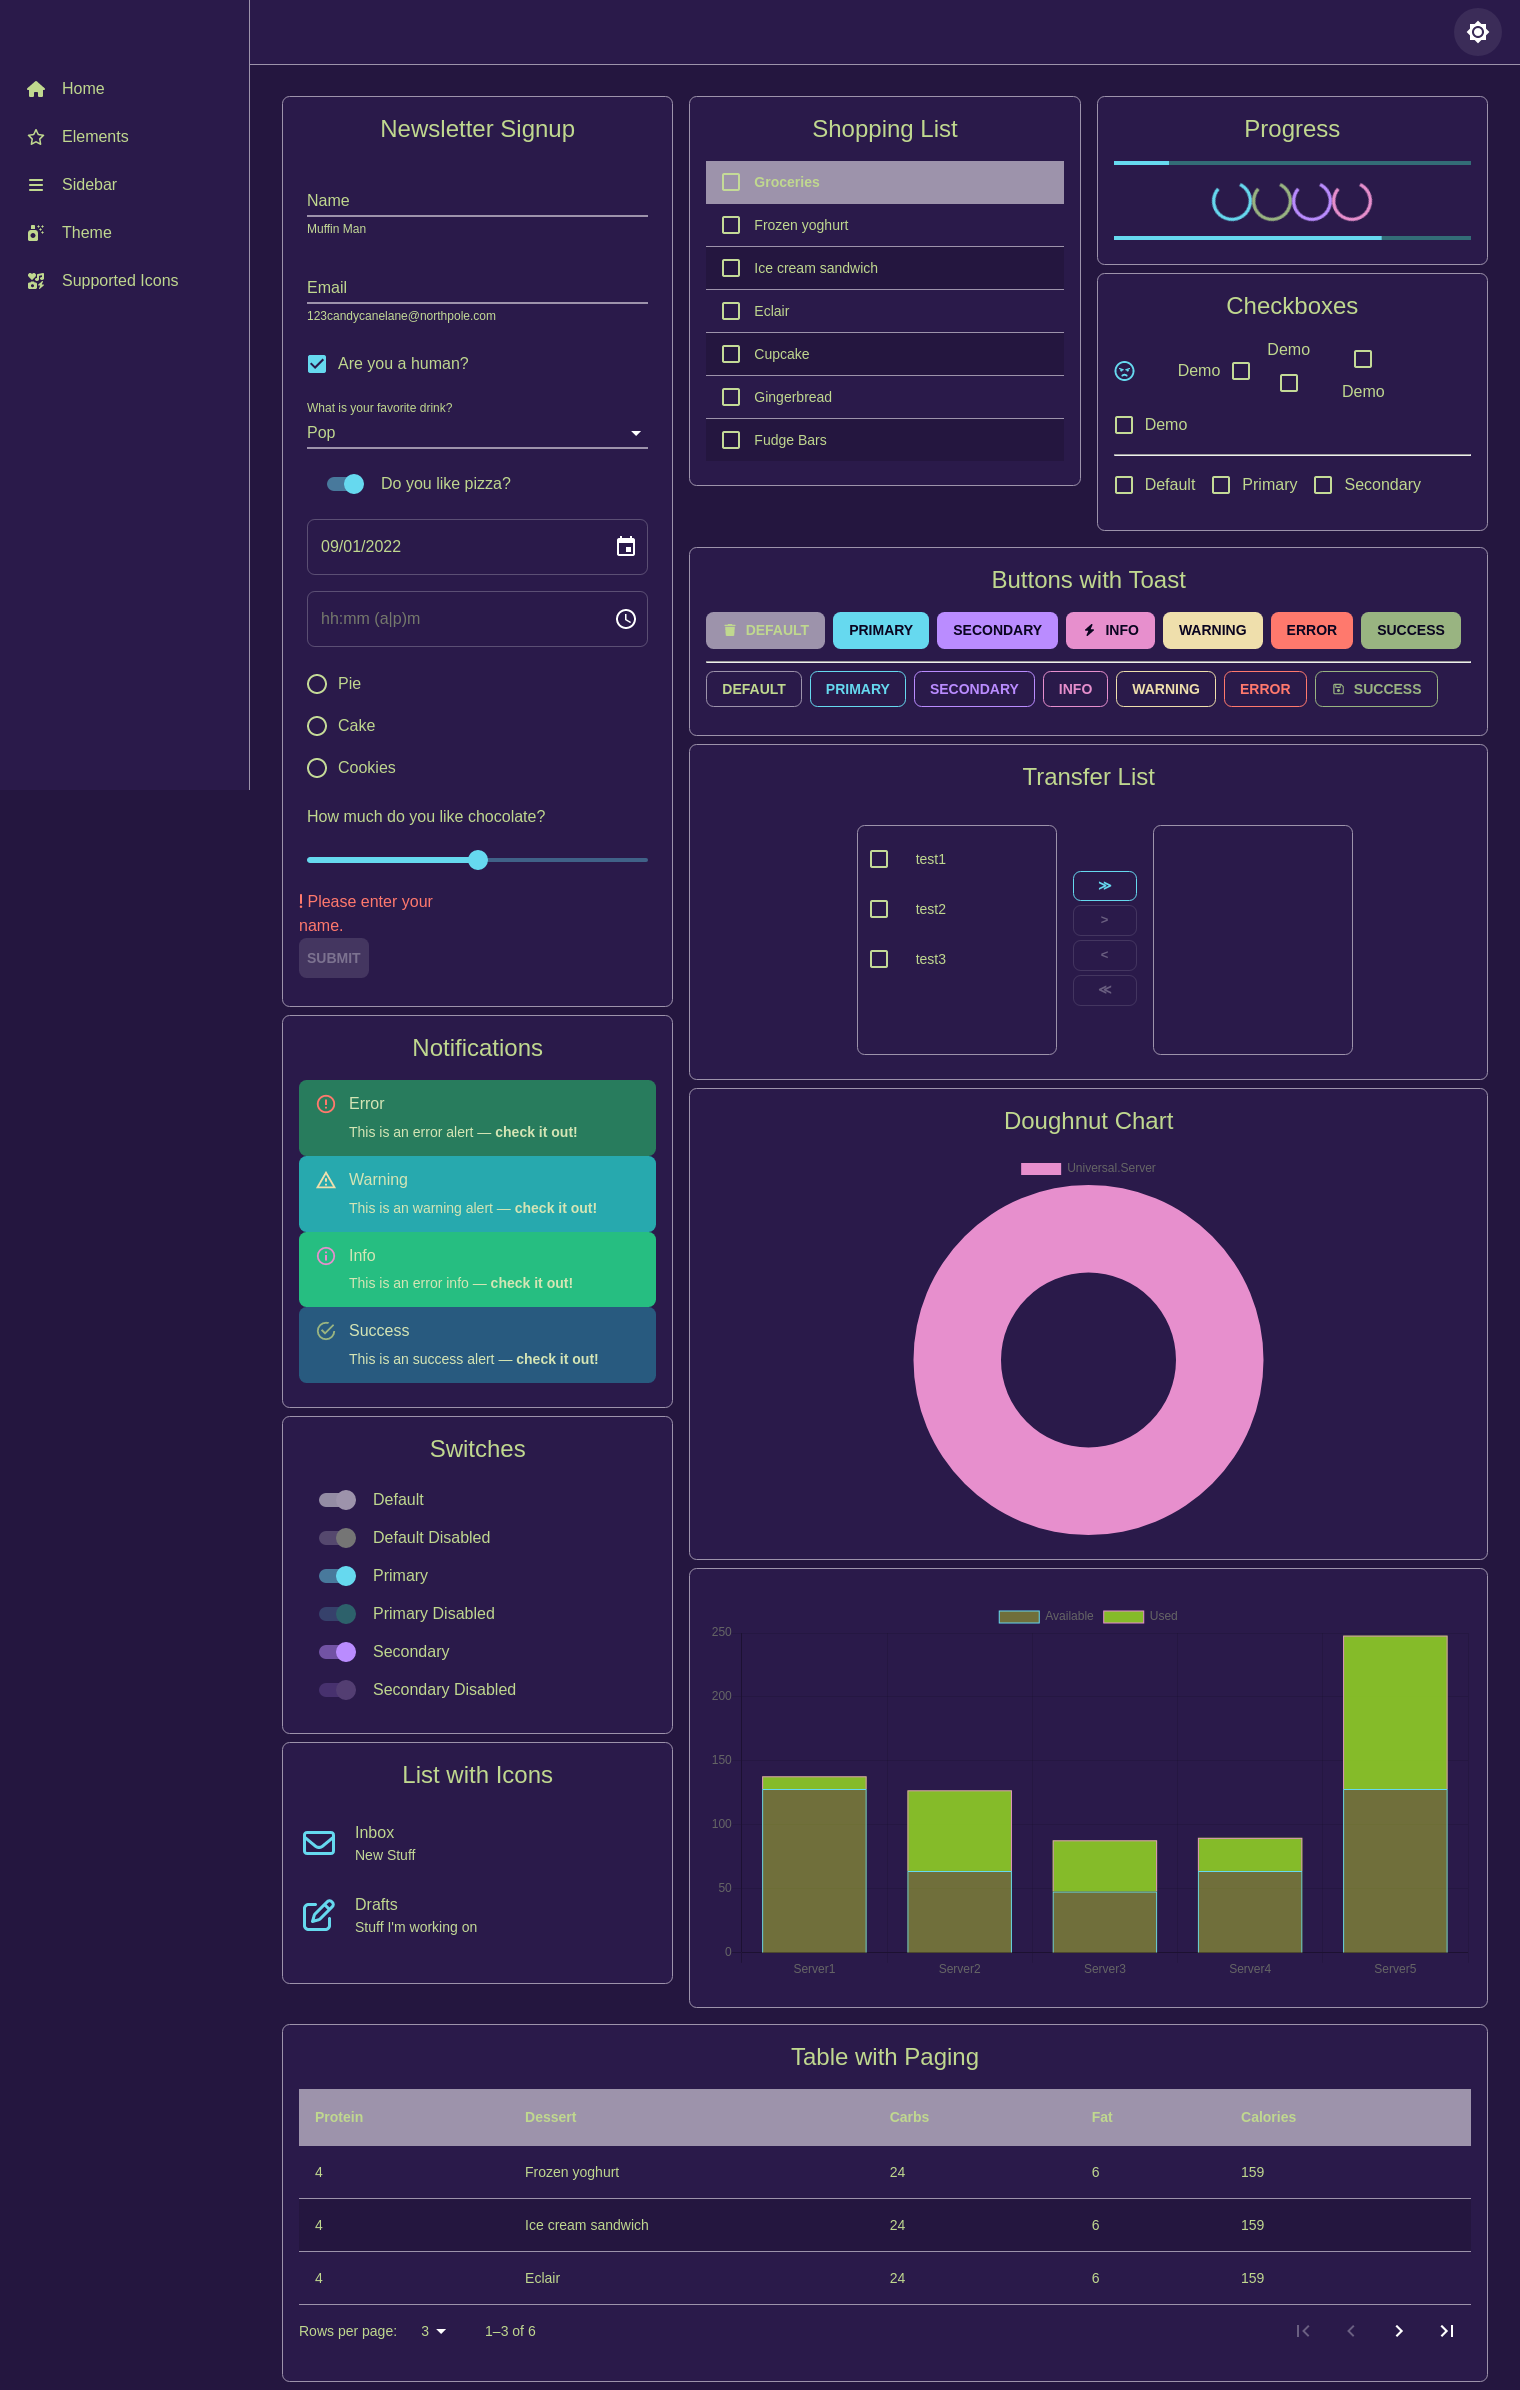 Home
Elements
Sidebar
Theme
Supported Icons
Newsletter Signup
Name
Muffin Man
Email
123candycanelane@northpole.com
Are you a human?
What is your favorite drink?
Pop
Do you like pizza?
09/01/2022
hh:mm (a|p)m
Pie
Cake
Cookies
How much do you like chocolate?
! Please enter your
name.
SUBMIT
Notifications
Error
This is an error alert — check it out!
Warning
This is an warning alert — check it out!
Info
This is an error info — check it out!
Success
This is an success alert — check it out!
Switches
Default
Default Disabled
Primary
Primary Disabled
Secondary
Secondary Disabled
List with Icons
Inbox
New Stuff
Drafts
Stuff I'm working on
Shopping List
Groceries
Frozen yoghurt
Ice cream sandwich
Eclair
Cupcake
Gingerbread
Fudge Bars
Progress
Checkboxes
Demo
Demo
Demo
Demo
Default Primary Secondary
Buttons with Toast
DEFAULT PRIMARY SECONDARY INFO WARNING ERROR SUCCESS
DEFAULT PRIMARY SECONDARY INFO WARNING ERROR SUCCESS
Transfer List
test1
test2
test3
≫
>
<
≪
Doughnut Chart
Universal.Server
Available Used
250
200
150
100
50
0
Server1 Server2 Server3 Server4 Server5
Table with Paging
Protein Dessert Carbs Fat Calories
4 Frozen yoghurt 24 6 159
4 Ice cream sandwich 24 6 159
4 Eclair 24 6 159
Rows per page: 3 1–3 of 6